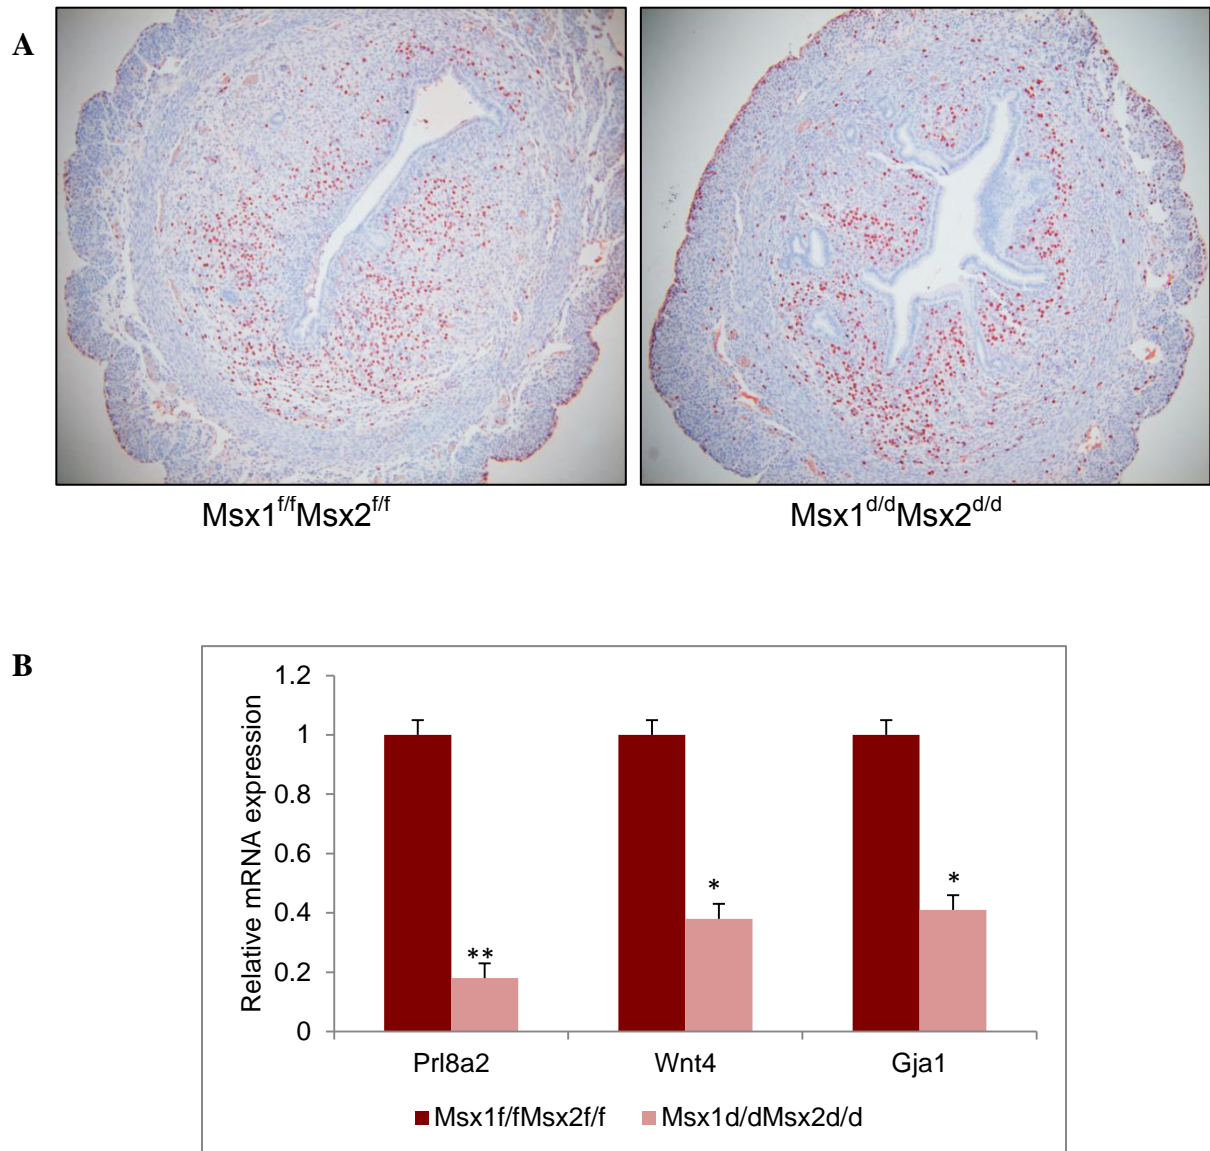 A
Msx1f/fMsx2f/f Msx1d/dMsx2d/d
B
Relative mRNA expression
1.2
1
0.8
0.6
0.4
0.2
0
**
*
*
Prl8a2 Wnt4 Gja1
Msx1f/fMsx2f/f Msx1d/dMsx2d/d